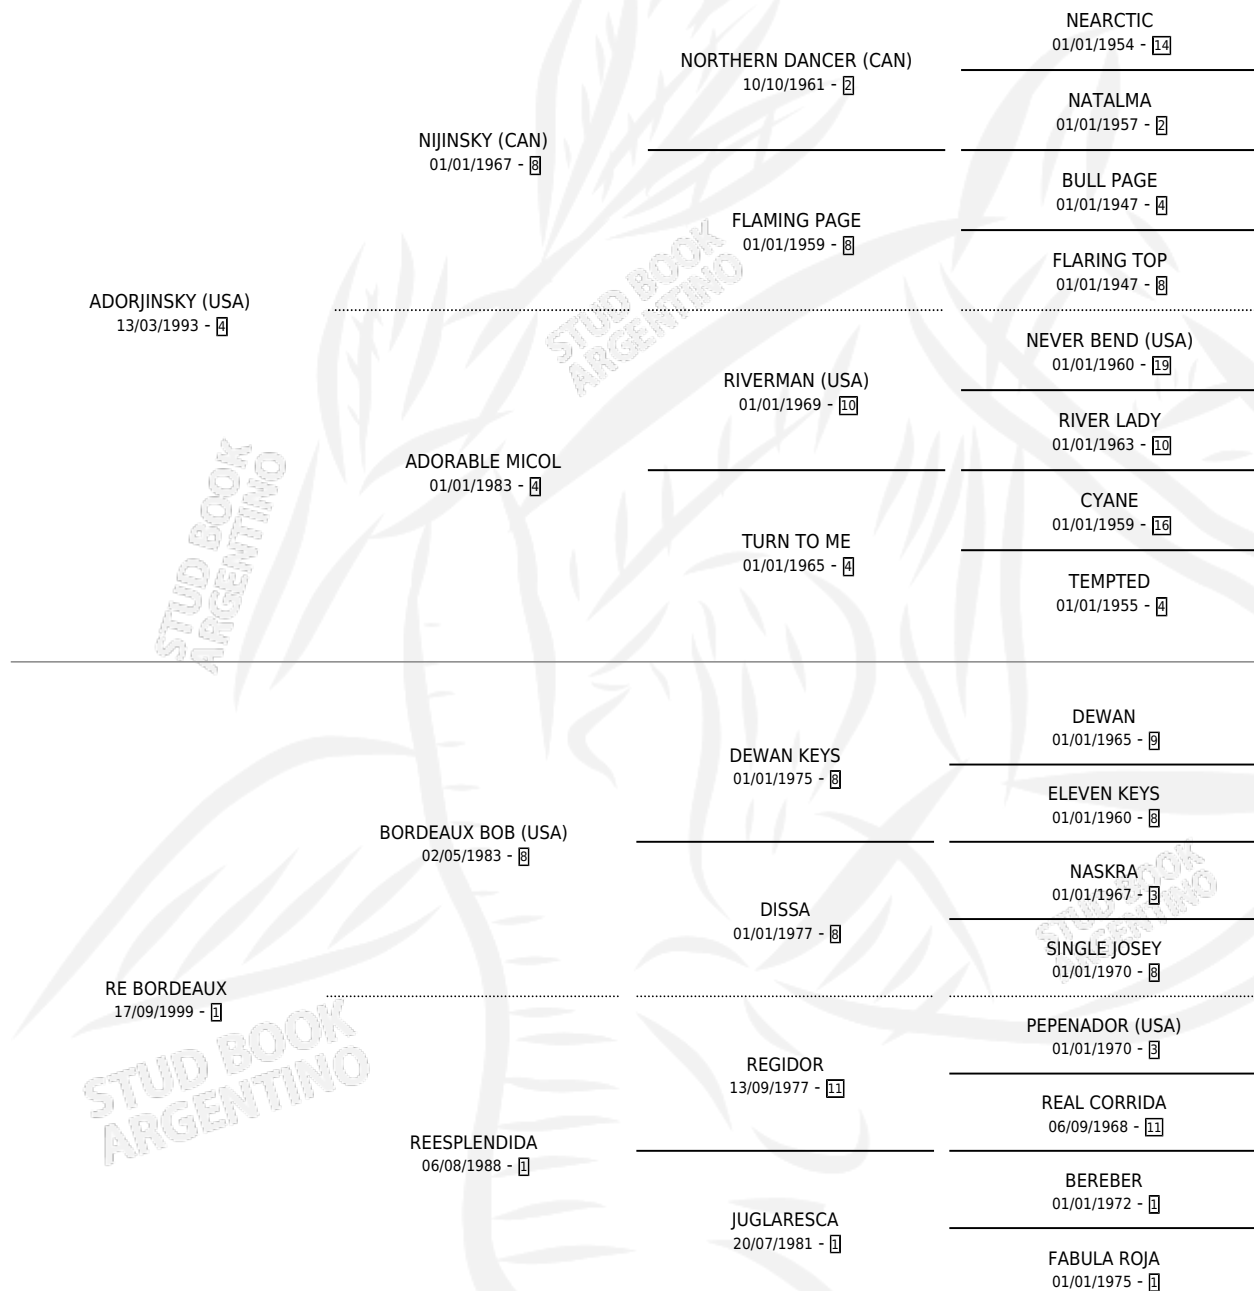 NEARCTIC
01/01/1954 - 14
NORTHERN DANCER (CAN)
10/10/1961 - 2
NATALMA
01/01/1957 - 2
NIJINSKY (CAN)
01/01/1967 - 8
BULL PAGE
01/01/1947 - 4
FLAMING PAGE
01/01/1959 - 8
FLARING TOP
01/01/1947 - 8
ADORJINSKY (USA)
13/03/1993 - 4
NEVER BEND (USA)
01/01/1960 - 19
RIVERMAN (USA)
01/01/1969 - 10
RIVER LADY
01/01/1963 - 10
ADORABLE MICOL
01/01/1983 - 4
CYANE
01/01/1959 - 16
TURN TO ME
01/01/1965 - 4
TEMPTED
01/01/1955 - 4
DEWAN
01/01/1965 - 9
DEWAN KEYS
01/01/1975 - 8
ELEVEN KEYS
01/01/1960 - 8
BORDEAUX BOB (USA)
02/05/1983 - 8
NASKRA
01/01/1967 - 3
DISSA
01/01/1977 - 8
SINGLE JOSEY
01/01/1970 - 8
RE BORDEAUX
17/09/1999 - 1
PEPENADOR (USA)
01/01/1970 - 3
REGIDOR
13/09/1977 - 11
REAL CORRIDA
06/09/1968 - 11
REESPLENDIDA
06/08/1988 - 1
BEREBER
01/01/1972 - 1
JUGLARESCA
20/07/1981 - 1
FABULA ROJA
01/01/1975 - 1
STUD BOOK
ARGENTINO
STUD BOOK
ARGENTINO
STUD BOOK
ARGENTINO
STUD BOOK
ARGENTINO